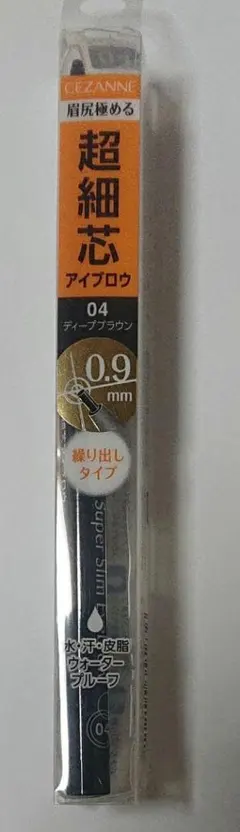 CEZANNE
眉尻極める
超細芯
アイブロウ
04
ディープブラウン
0.9
mm
繰り出し
タイプ
Super Slim
水・汗・皮脂
ウォーター
プルーフ